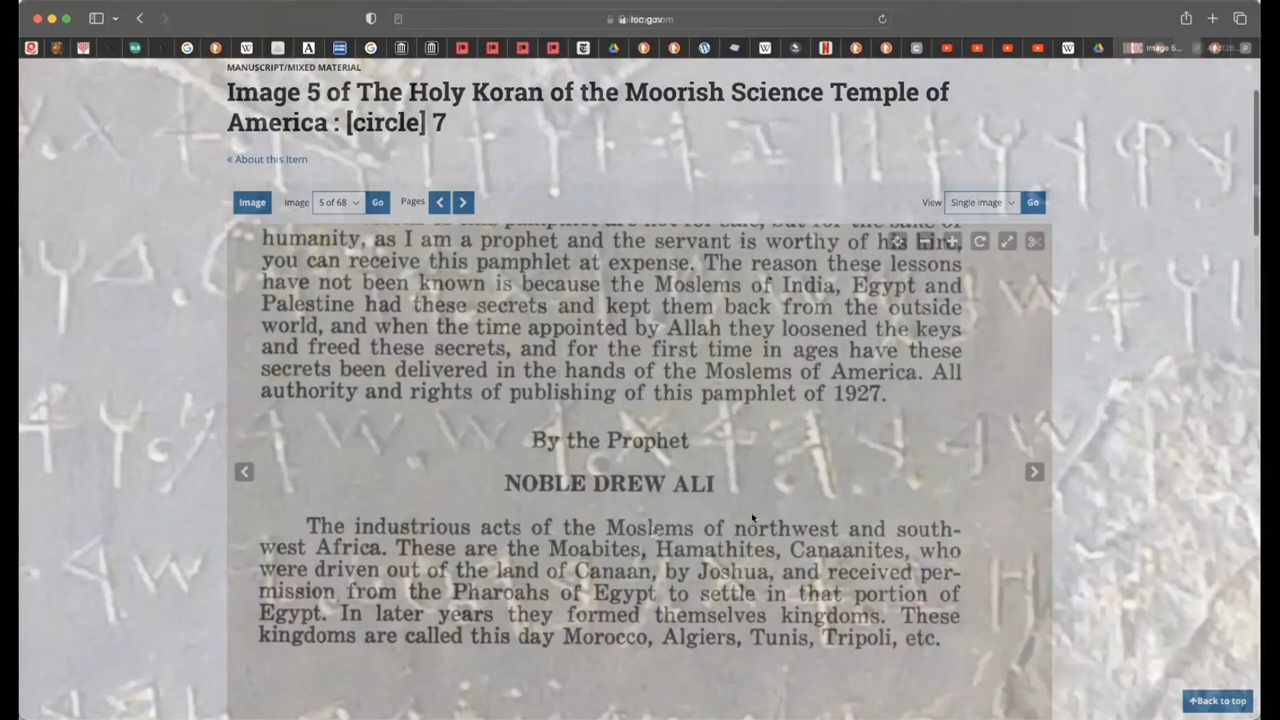 loc.gov
Image 5...
MANUSCRIPT/MIXED MATERIAL
Image 5 of The Holy Koran of the Moorish Science Temple of
America : [circle] 7
< About this Item
Image Image 5 of 68 Go Pages View Single image Go
humanity, as I am a prophet and the servant is worthy of his hire,
you can receive this pamphlet at expense. The reason these lessons
have not been known is because the Moslems of India, Egypt and
Palestine had these secrets and kept them back from the outside
world, and when the time appointed by Allah they loosened the keys
and freed these secrets, and for the first time in ages have these
secrets been delivered in the hands of the Moslems of America. All
authority and rights of publishing of this pamphlet of 1927.
By the Prophet
NOBLE DREW ALI
The industrious acts of the Moslems of northwest and south-
west Africa. These are the Moabites, Hamathites, Canaanites, who
were driven out of the land of Canaan, by Joshua, and received per-
mission from the Pharoahs of Egypt to settle in that portion of
Egypt. In later years they formed themselves kingdoms. These
kingdoms are called this day Morocco, Algiers, Tunis, Tripoli, etc.
Back to top